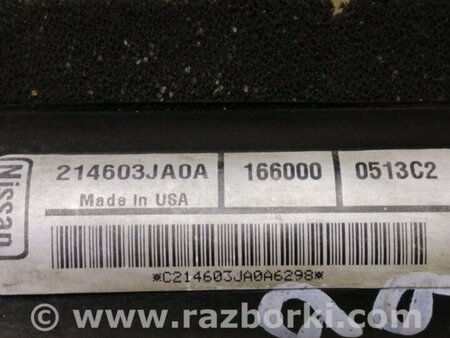 Nissan
214603JA0A 166000 0513C2
Made In USA
*C214603JA0A6298*
© www.razborki.com